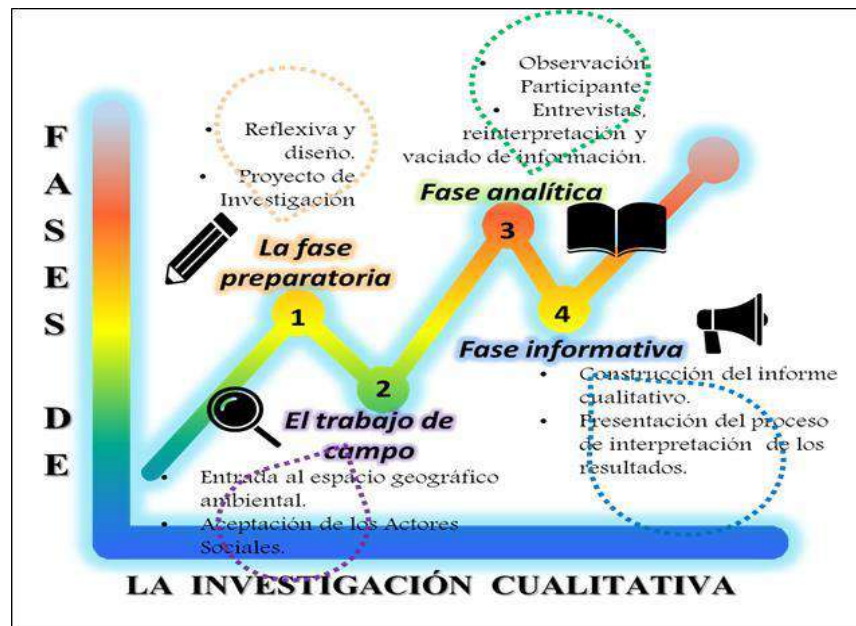 FASES DE
• Reflexiva y
diseño.
• Proyecto de
Investigación
• Observación
Participante
• Entrevistas,
reinterpretación y
vaciado de información.
La fase
preparatoria
1
Fase analítica
3
2
El trabajo de
campo
• Entrada al espacio geográfico
ambiental.
• Aceptación de los Actores
Sociales.
4
Fase informativa
• Construcción del informe
cualitativo.
• Presentación del proceso
de interpretación de los
resultados.
LA INVESTIGACIÓN CUALITATIVA